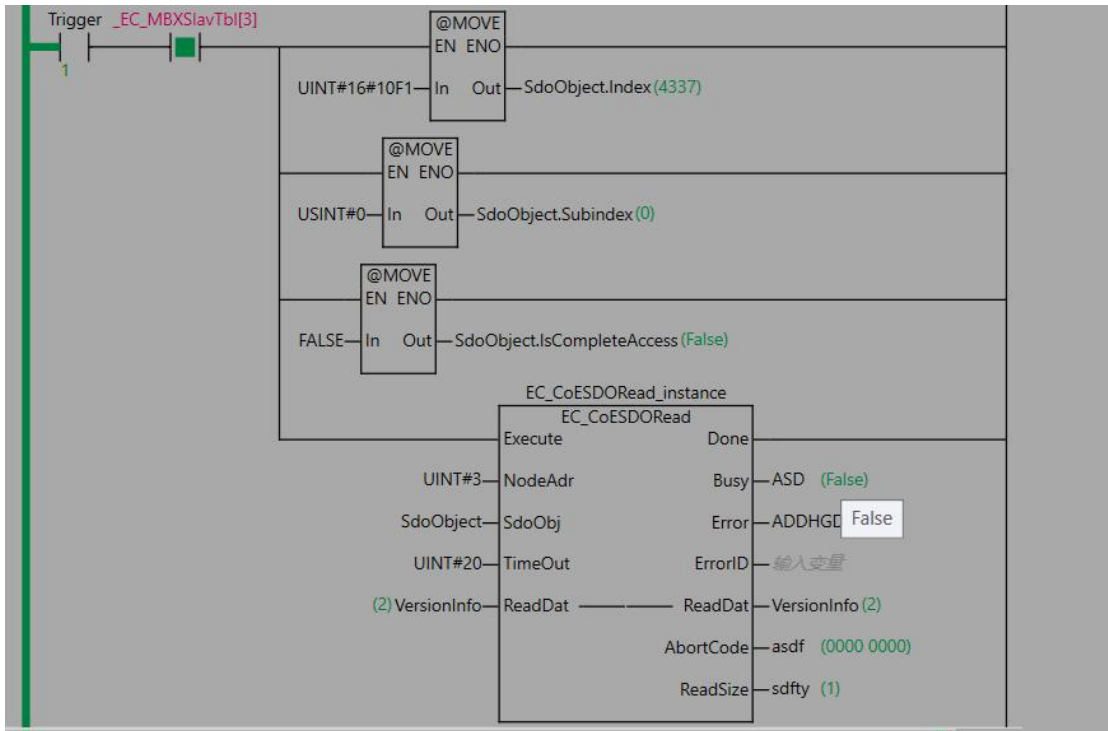 Trigger _EC_MBXSlavTbl[3]
1
@MOVE
EN ENO
UINT#16#10F1 In Out SdoObject.Index(4337)
@MOVE
EN ENO
USINT#0 In Out SdoObject.Subindex(0)
@MOVE
EN ENO
FALSE In Out SdoObject.IsCompleteAccess(False)
EC_CoESDORead_instance
EC_CoESDORead
Execute Done
UINT#3 NodeAdr Busy ASD (False)
SdoObject SdoObj Error ADDHGD False
UINT#20 TimeOut ErrorID 输入变量
(2)VersionInfo ReadDat ReadDat VersionInfo(2)
AbortCode asdf (0000 0000)
ReadSize sdfty (1)